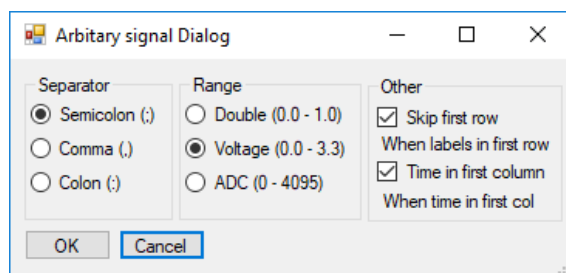 Arbitary signal Dialog
Separator
Semicolon (;)
Comma (,)
Colon (:)
Range
Double (0.0 - 1.0)
Voltage (0.0 - 3.3)
ADC (0 - 4095)
Other
Skip first row
When labels in first row
Time in first column
When time in first col
OK
Cancel